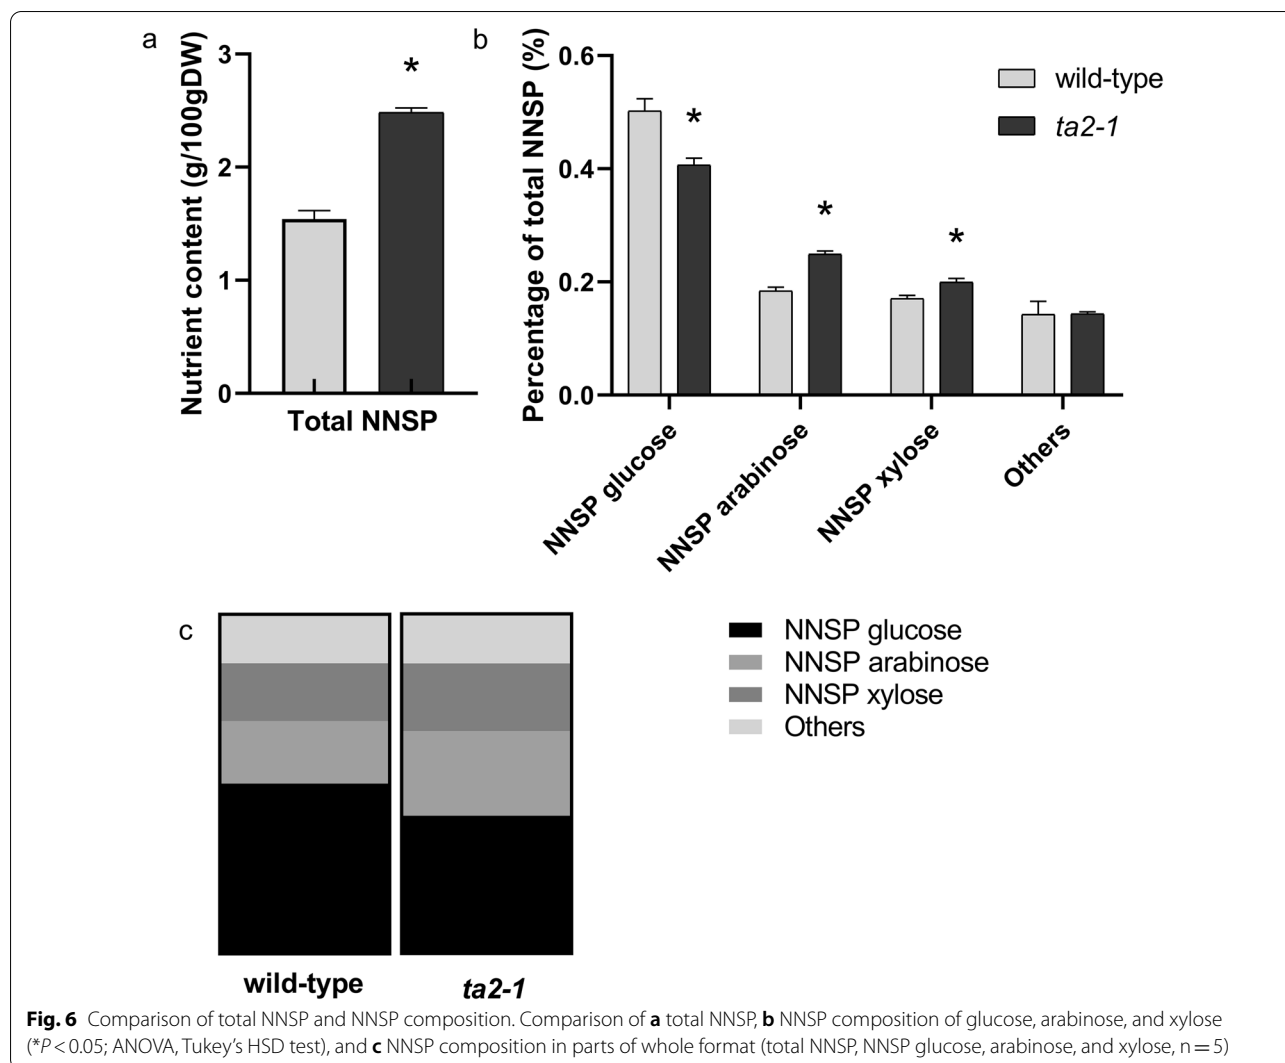 a
Nutrient content (g/100gDW)
3
2
1
0
*
Total NNSP
b
Percentage of total NNSP (%)
0.6
0.4
0.2
0.0
*
*
*
wild-type
ta2-1
NNSP glucose
NNSP arabinose
NNSP xylose
Others
c
wild-type
ta2-1
NNSP glucose
NNSP arabinose
NNSP xylose
Others
Fig. 6 Comparison of total NNSP and NNSP composition. Comparison of a total NNSP, b NNSP composition of glucose, arabinose, and xylose
(*P < 0.05; ANOVA, Tukey’s HSD test), and c NNSP composition in parts of whole format (total NNSP, NNSP glucose, arabinose, and xylose, n = 5)